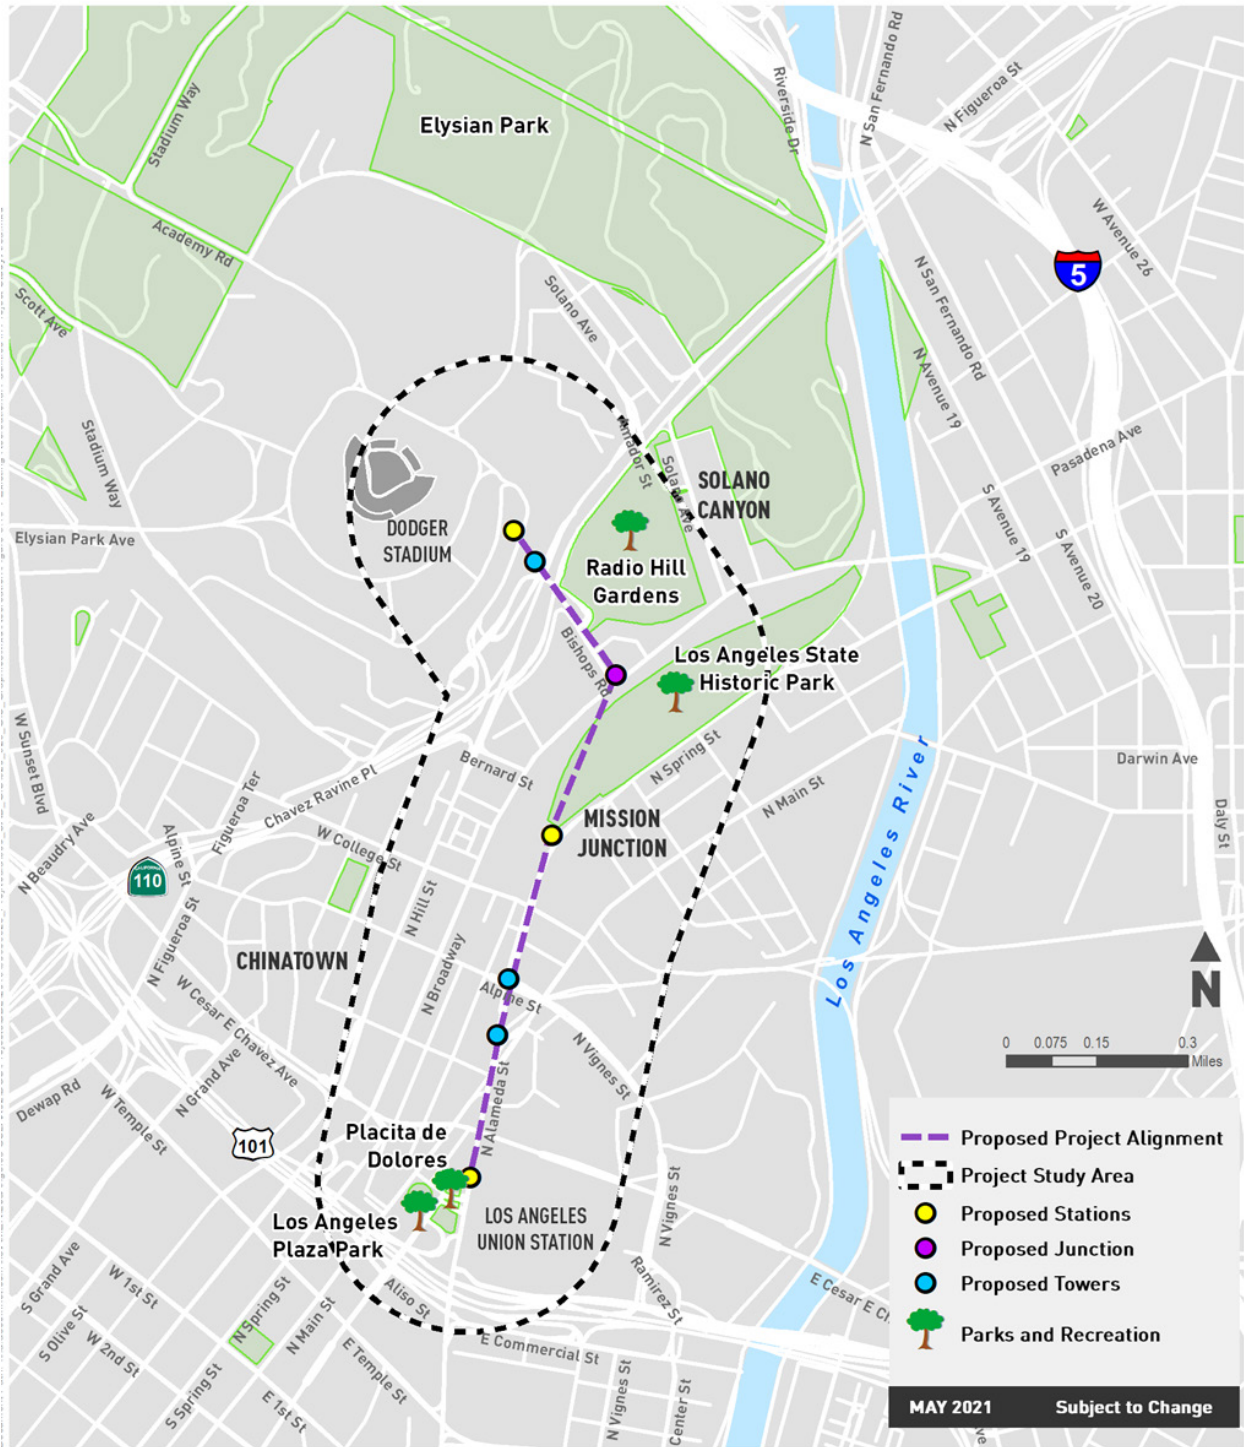 Elysian Park
Stadium Way
Academy Rd
Scott Ave
Stadium Way
Elysian Park Ave
Solano Ave
Riverside Dr
N San Fernando Rd
N Figueroa St
W Avenue 26
5
N San Fernando Rd
N Avenue 19
Pasadena Ave
S Avenue 19
S Avenue 20
Amador St
Solano Ave
SOLANO
CANYON
DODGER
STADIUM
Radio Hill
Gardens
Bishops Rd
Los Angeles State
Historic Park
N Spring St
N Main St
Darwin Ave
Daly St
W Sunset Blvd
N Beaudry Ave
Alpine St
Figueroa Ter
Chavez Ravine Pl
Bernard St
W College St
MISSION
JUNCTION
CALIFORNIA
110
N Figueroa St
CHINATOWN
N Hill St
N Broadway
Alpine St
N Vignes St
Los Angeles River
N
W Cesar E Chavez Ave
N Grand Ave
Dewap Rd
W Temple St
101
N Alameda St
Placita de
Dolores
Los Angeles
Plaza Park
LOS ANGELES
UNION STATION
N Vignes St
Ramirez St
E Cesar E Ch
Aliso St
E Commercial St
N Vignes St
Center St
S Grand Ave
S Olive St
W 1st St
W 2nd St
N Spring St
S Spring St
N Main St
E 1st St
E Temple St
0 0.075 0.15 0.3
Miles
Proposed Project Alignment
Project Study Area
Proposed Stations
Proposed Junction
Proposed Towers
Parks and Recreation
MAY 2021 Subject to Change